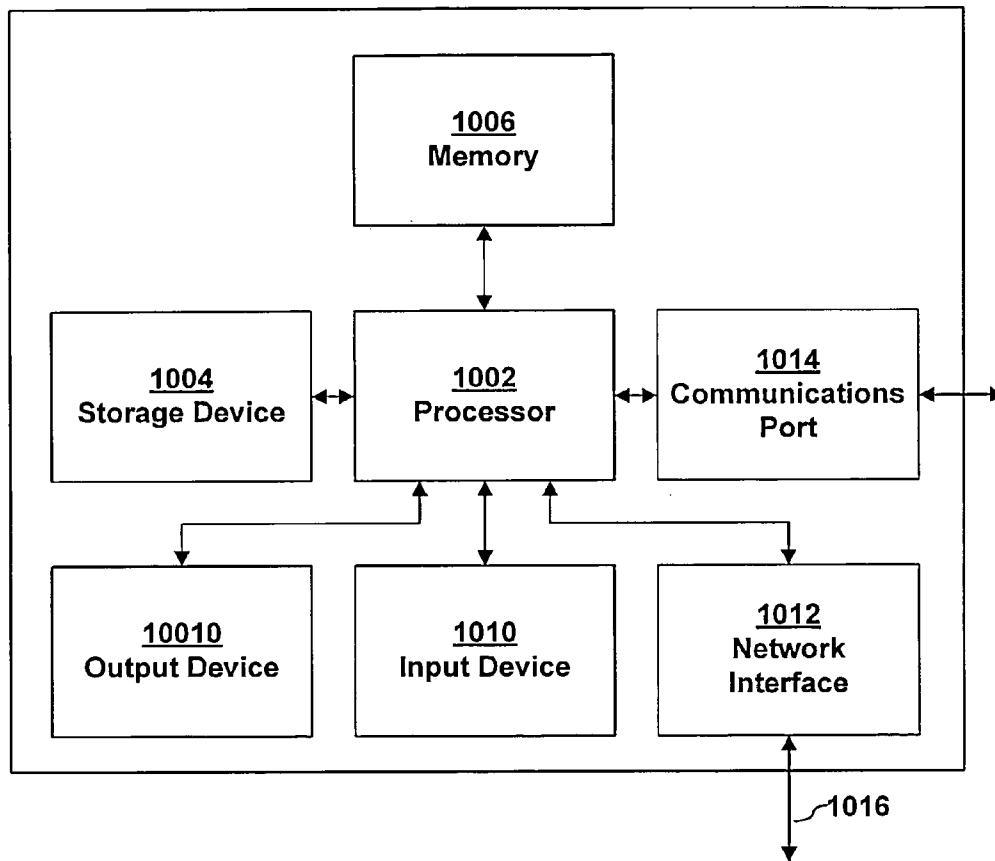 1006
Memory
1004
Storage Device
1002
Processor
1014
Communications
Port
10010
Output Device
1010
Input Device
1012
Network
Interface
1016